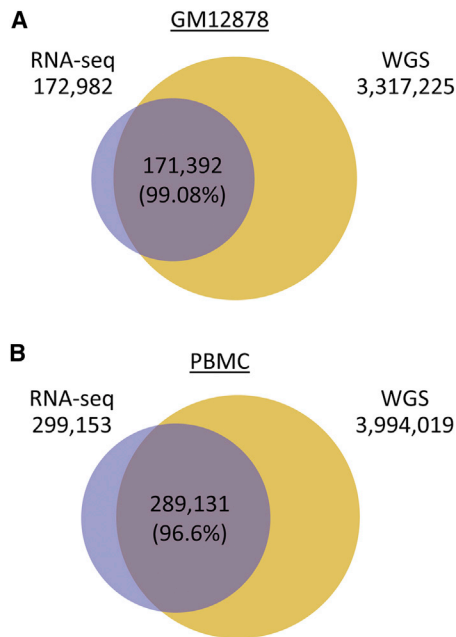 A
GM12878
RNA-seq
172,982
WGS
3,317,225
171,392
(99.08%)
B
PBMC
RNA-seq
299,153
WGS
3,994,019
289,131
(96.6%)